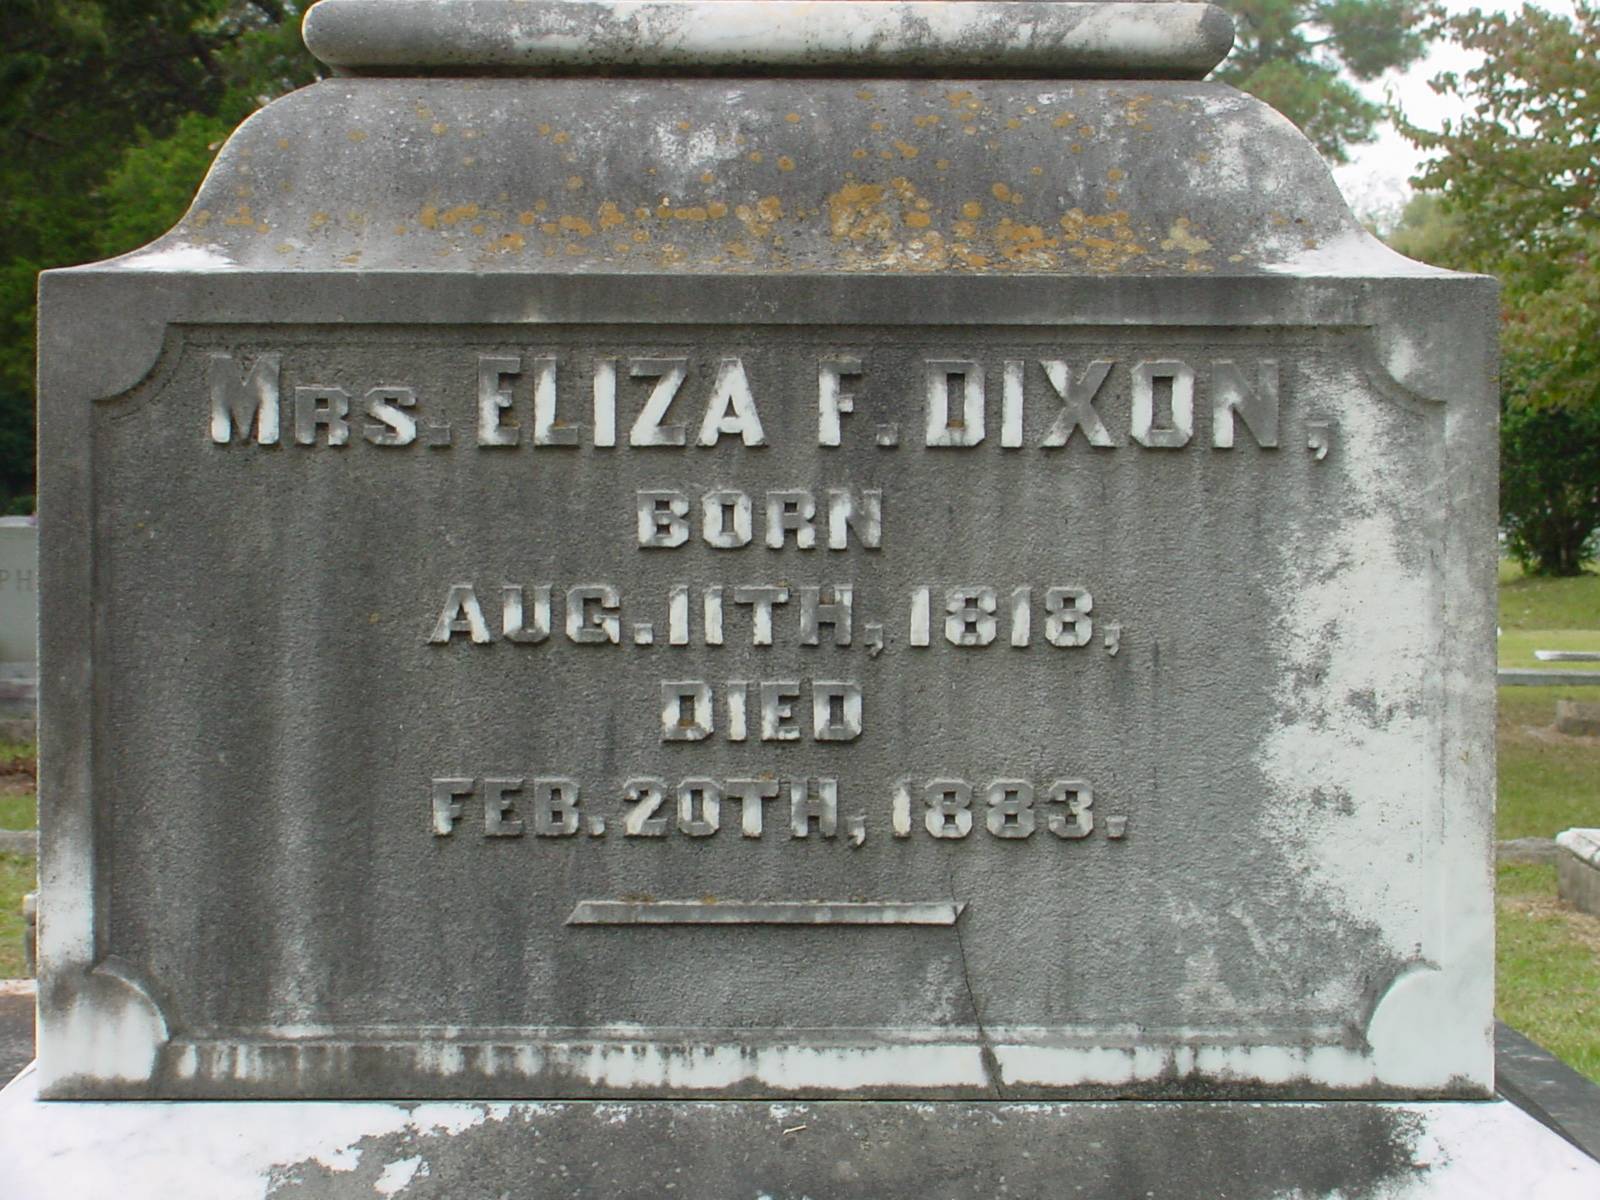 Mrs. ELIZA F. DIXON,
BORN
AUG. 11TH, 1818,
DIED
FEB. 20TH, 1883.